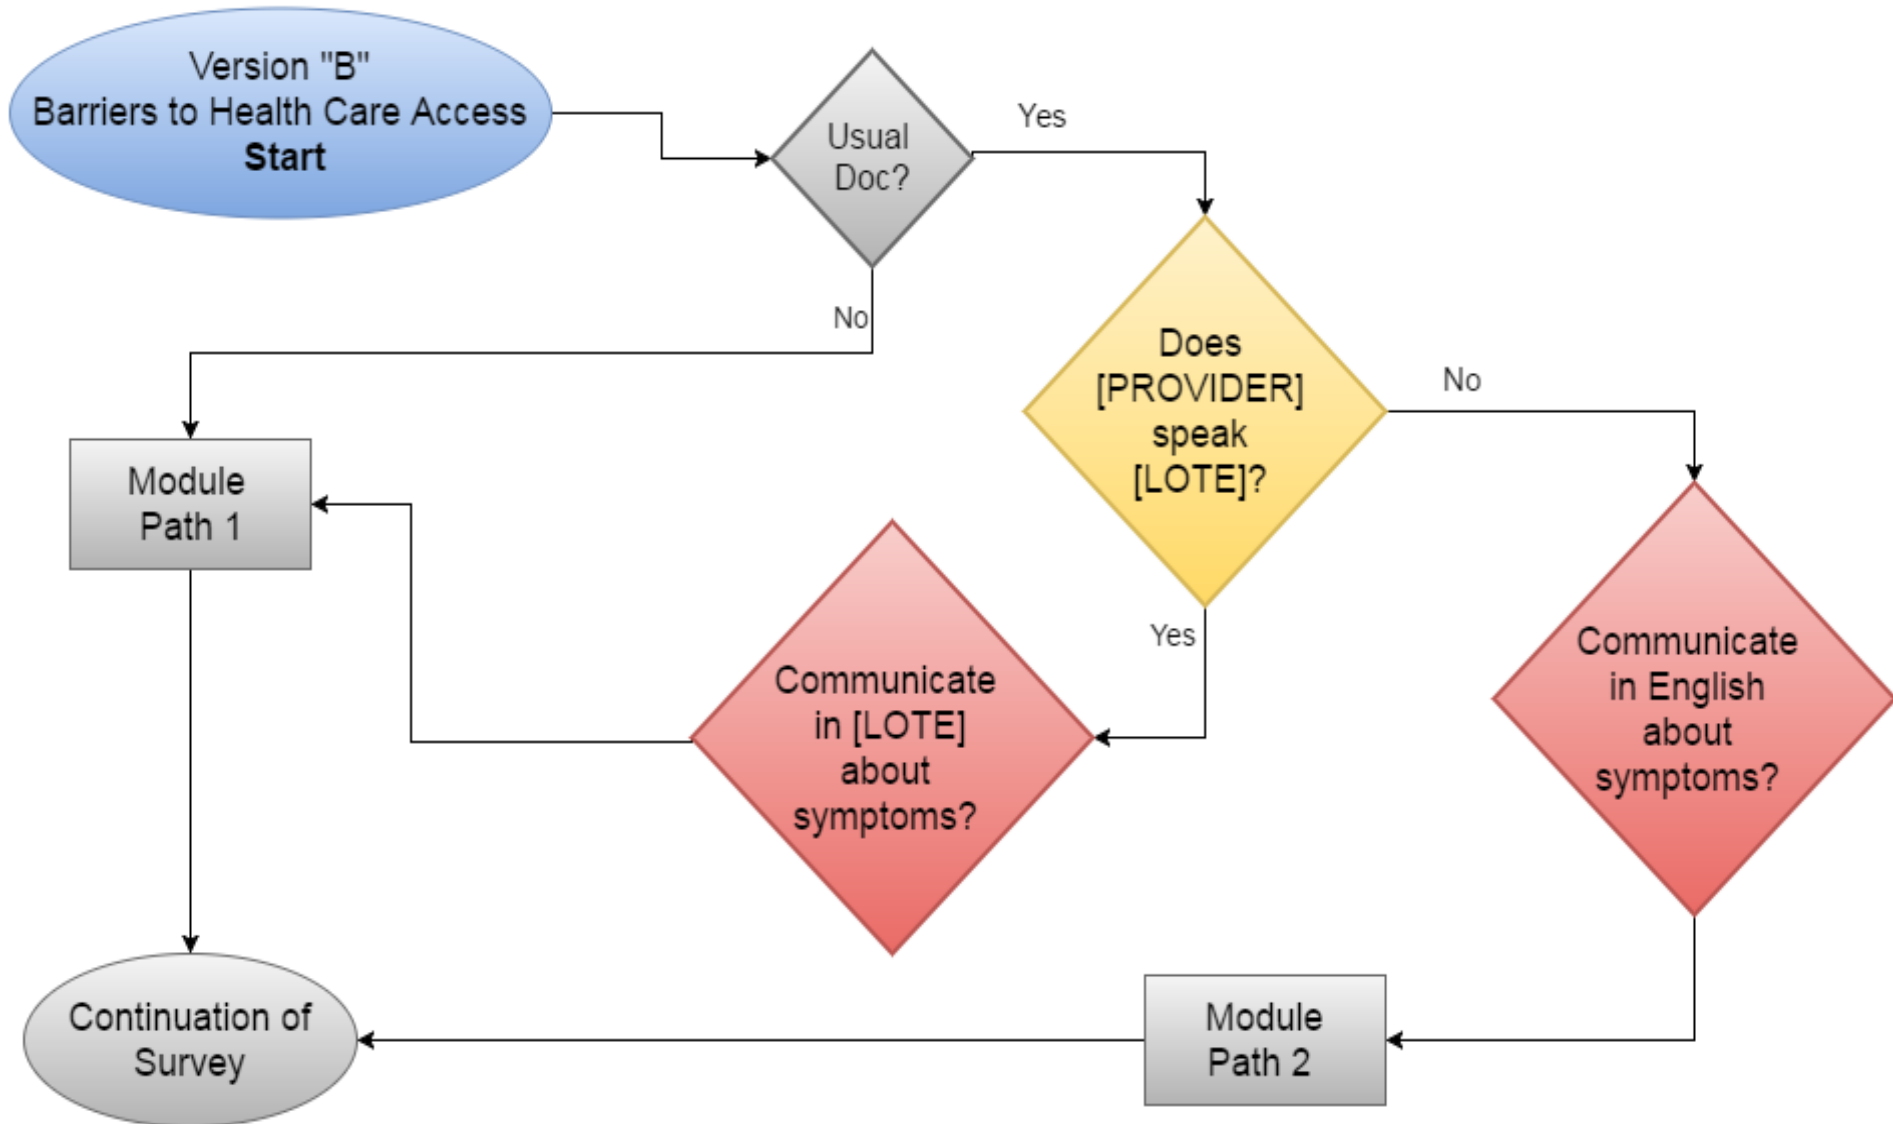 Version "B"
Barriers to Health Care Access
Start
Usual
Doc?
Yes
No
Does
[PROVIDER]
speak
[LOTE]?
No
Yes
Module
Path 1
Communicate
in [LOTE]
about
symptoms?
Communicate
in English
about
symptoms?
Continuation of
Survey
Module
Path 2